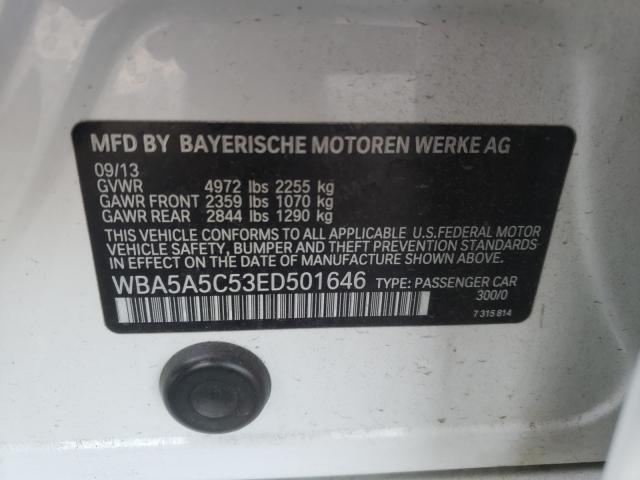 MFD BY BAYERISCHE MOTOREN WERKE AG
09/13
GVWR 4972 lbs 2255 kg
GAWR FRONT 2359 lbs 1070 kg
GAWR REAR 2844 lbs 1290 kg
THIS VEHICLE CONFORMS TO ALL APPLICABLE U.S.FEDERAL MOTOR
VEHICLE SAFETY, BUMPER AND THEFT PREVENTION STANDARDS
IN EFFECT ON THE DATE OF MANUFACTURE SHOWN ABOVE.
WBA5A5C53ED501646 TYPE: PASSENGER CAR
300/0
7 315 814